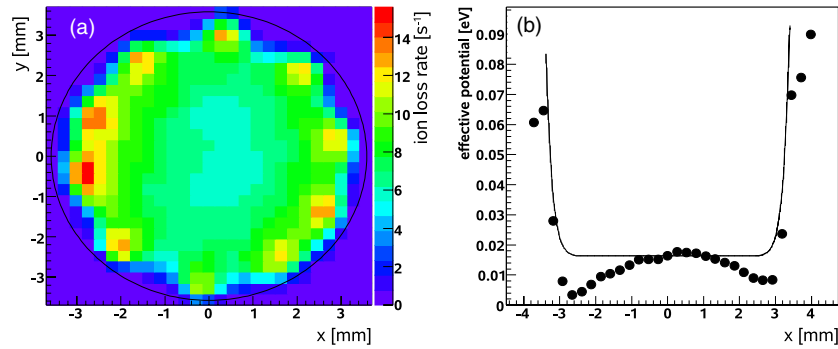 (a)
y [mm]
3
2
1
0
-1
-2
-3
-3 -2 -1 0 1 2 3
x [mm]
14
12
10
8
6
4
2
0
ion loss rate [s⁻¹]
(b)
effective potential [eV]
0.09
0.08
0.07
0.06
0.05
0.04
0.03
0.02
0.01
0
-4 -3 -2 -1 0 1 2 3 4
x [mm]